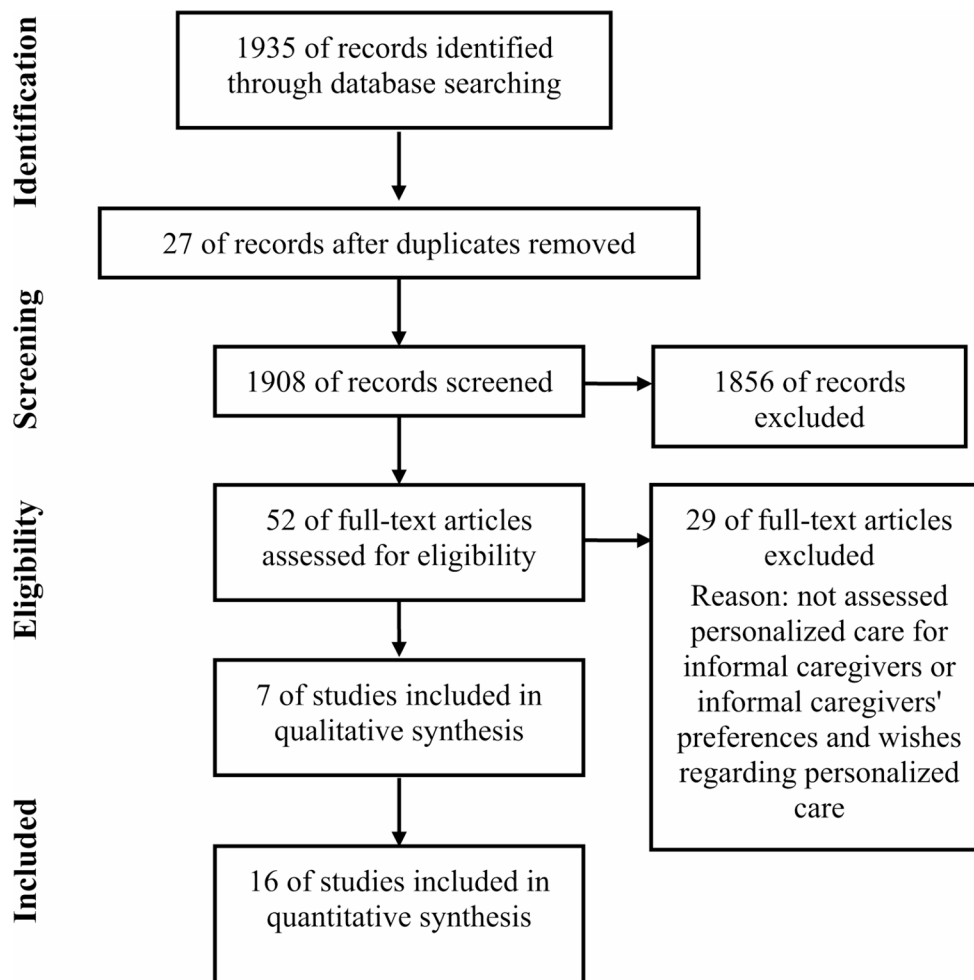 Identification
1935 of records identified
through database searching
27 of records after duplicates removed
Screening
1908 of records screened
1856 of records
excluded
Eligibility
52 of full-text articles
assessed for eligibility
29 of full-text articles
excluded
Reason: not assessed
personalized care for
informal caregivers or
informal caregivers'
preferences and wishes
regarding personalized
care
7 of studies included in
qualitative synthesis
Included
16 of studies included in
quantitative synthesis